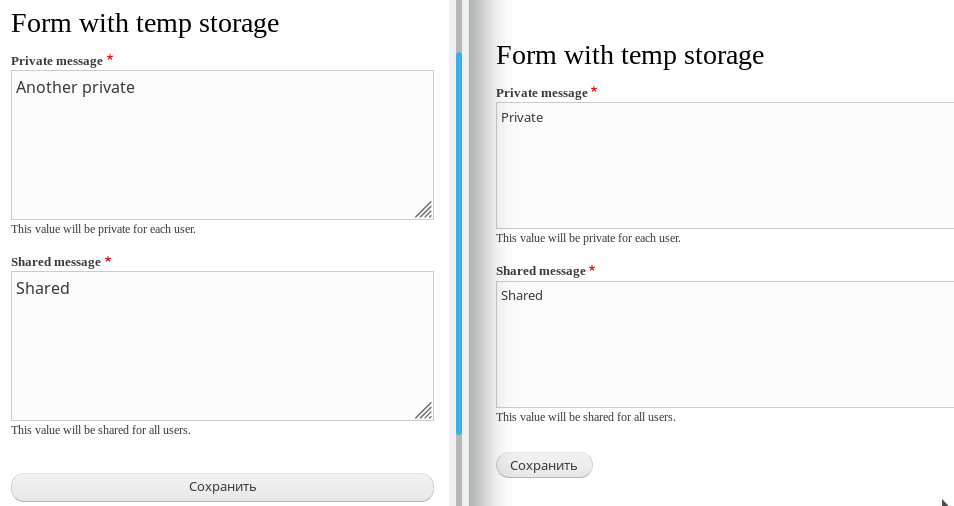 Form with temp storage
Private message *
Another private
This value will be private for each user.
Shared message *
Shared
This value will be shared for all users.
Сохранить
Form with temp storage
Private message *
Private
This value will be private for each user.
Shared message *
Shared
This value will be shared for all users.
Сохранить